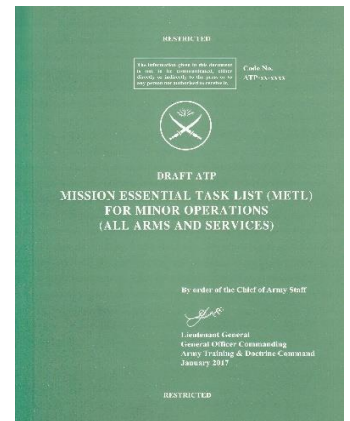 RESTRICTED
The information given in this document
is not to be communicated, either
directly or indirectly to the press or to
any person not authorised to receive it.
Code No.
ATP-xx-xxxx
DRAFT ATP
MISSION ESSENTIAL TASK LIST (METL)
FOR MINOR OPERATIONS
(ALL ARMS AND SERVICES)
By order of the Chief of Army Staff
Lieutenant General
General Officer Commanding
Army Training & Doctrine Command
January 2017
RESTRICTED